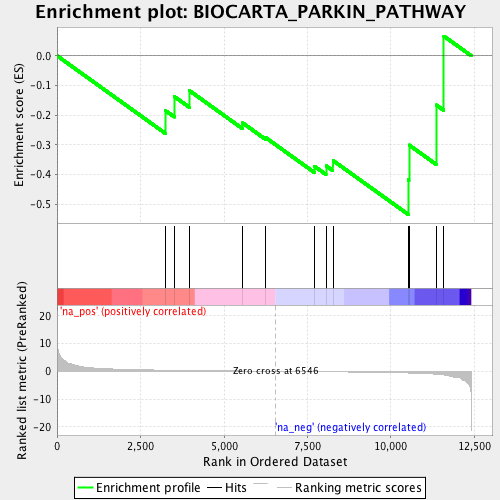 Enrichment plot: BIOCARTA_PARKIN_PATHWAY
Enrichment score (ES)
0.0
-0.1
-0.2
-0.3
-0.4
-0.5
'na_pos' (positively correlated)
Ranked list metric (PreRanked)
20
10
0
-10
-20
Zero cross at 6546
'na_neg' (negatively correlated)
0
2,500
5,000
7,500
10,000
12,500
Rank in Ordered Dataset
Enrichment profile
Hits
Ranking metric scores